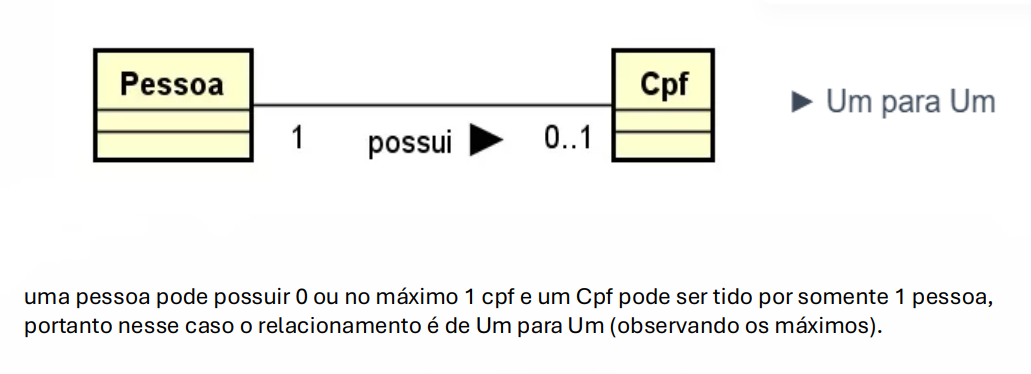 Pessoa
Cpf
► Um para Um
1 possui ► 0..1
uma pessoa pode possuir 0 ou no máximo 1 cpf e um Cpf pode ser tido por somente 1 pessoa,
portanto nesse caso o relacionamento é de Um para Um (observando os máximos).